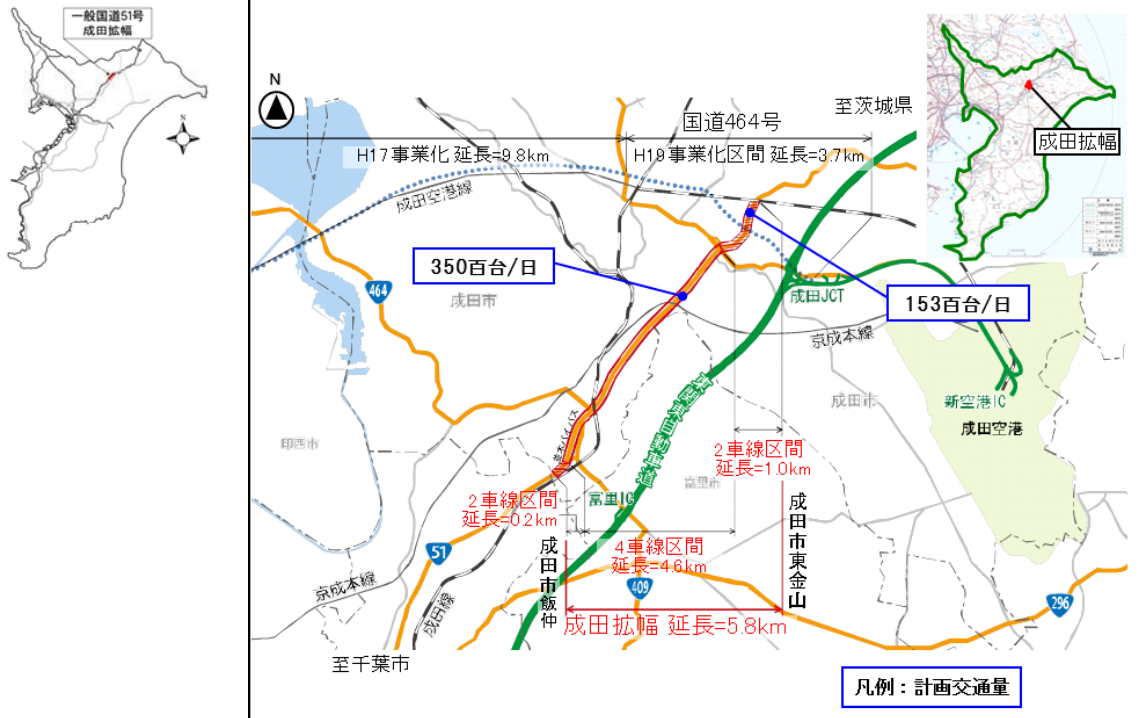 一般国道51号
成田拡幅
N
至茨城県
国道464号
H17事業化 延長=9.8km
H19事業化区間 延長=3.7km
成田拡幅
成田空港線
350百台/日
464
成田市
成田JCT
153百台/日
京成本線
東関東自動車道
成田市
新空港IC
成田空港
印西市
2車線区間
延長=1.0km
富里市
2車線区間
延長=0.2km
富里IC
成田市東金山
51
成田市飯仲
4車線区間
延長=4.6km
409
296
京成本線
成田線
成田拡幅 延長=5.8km
至千葉市
凡例：計画交通量